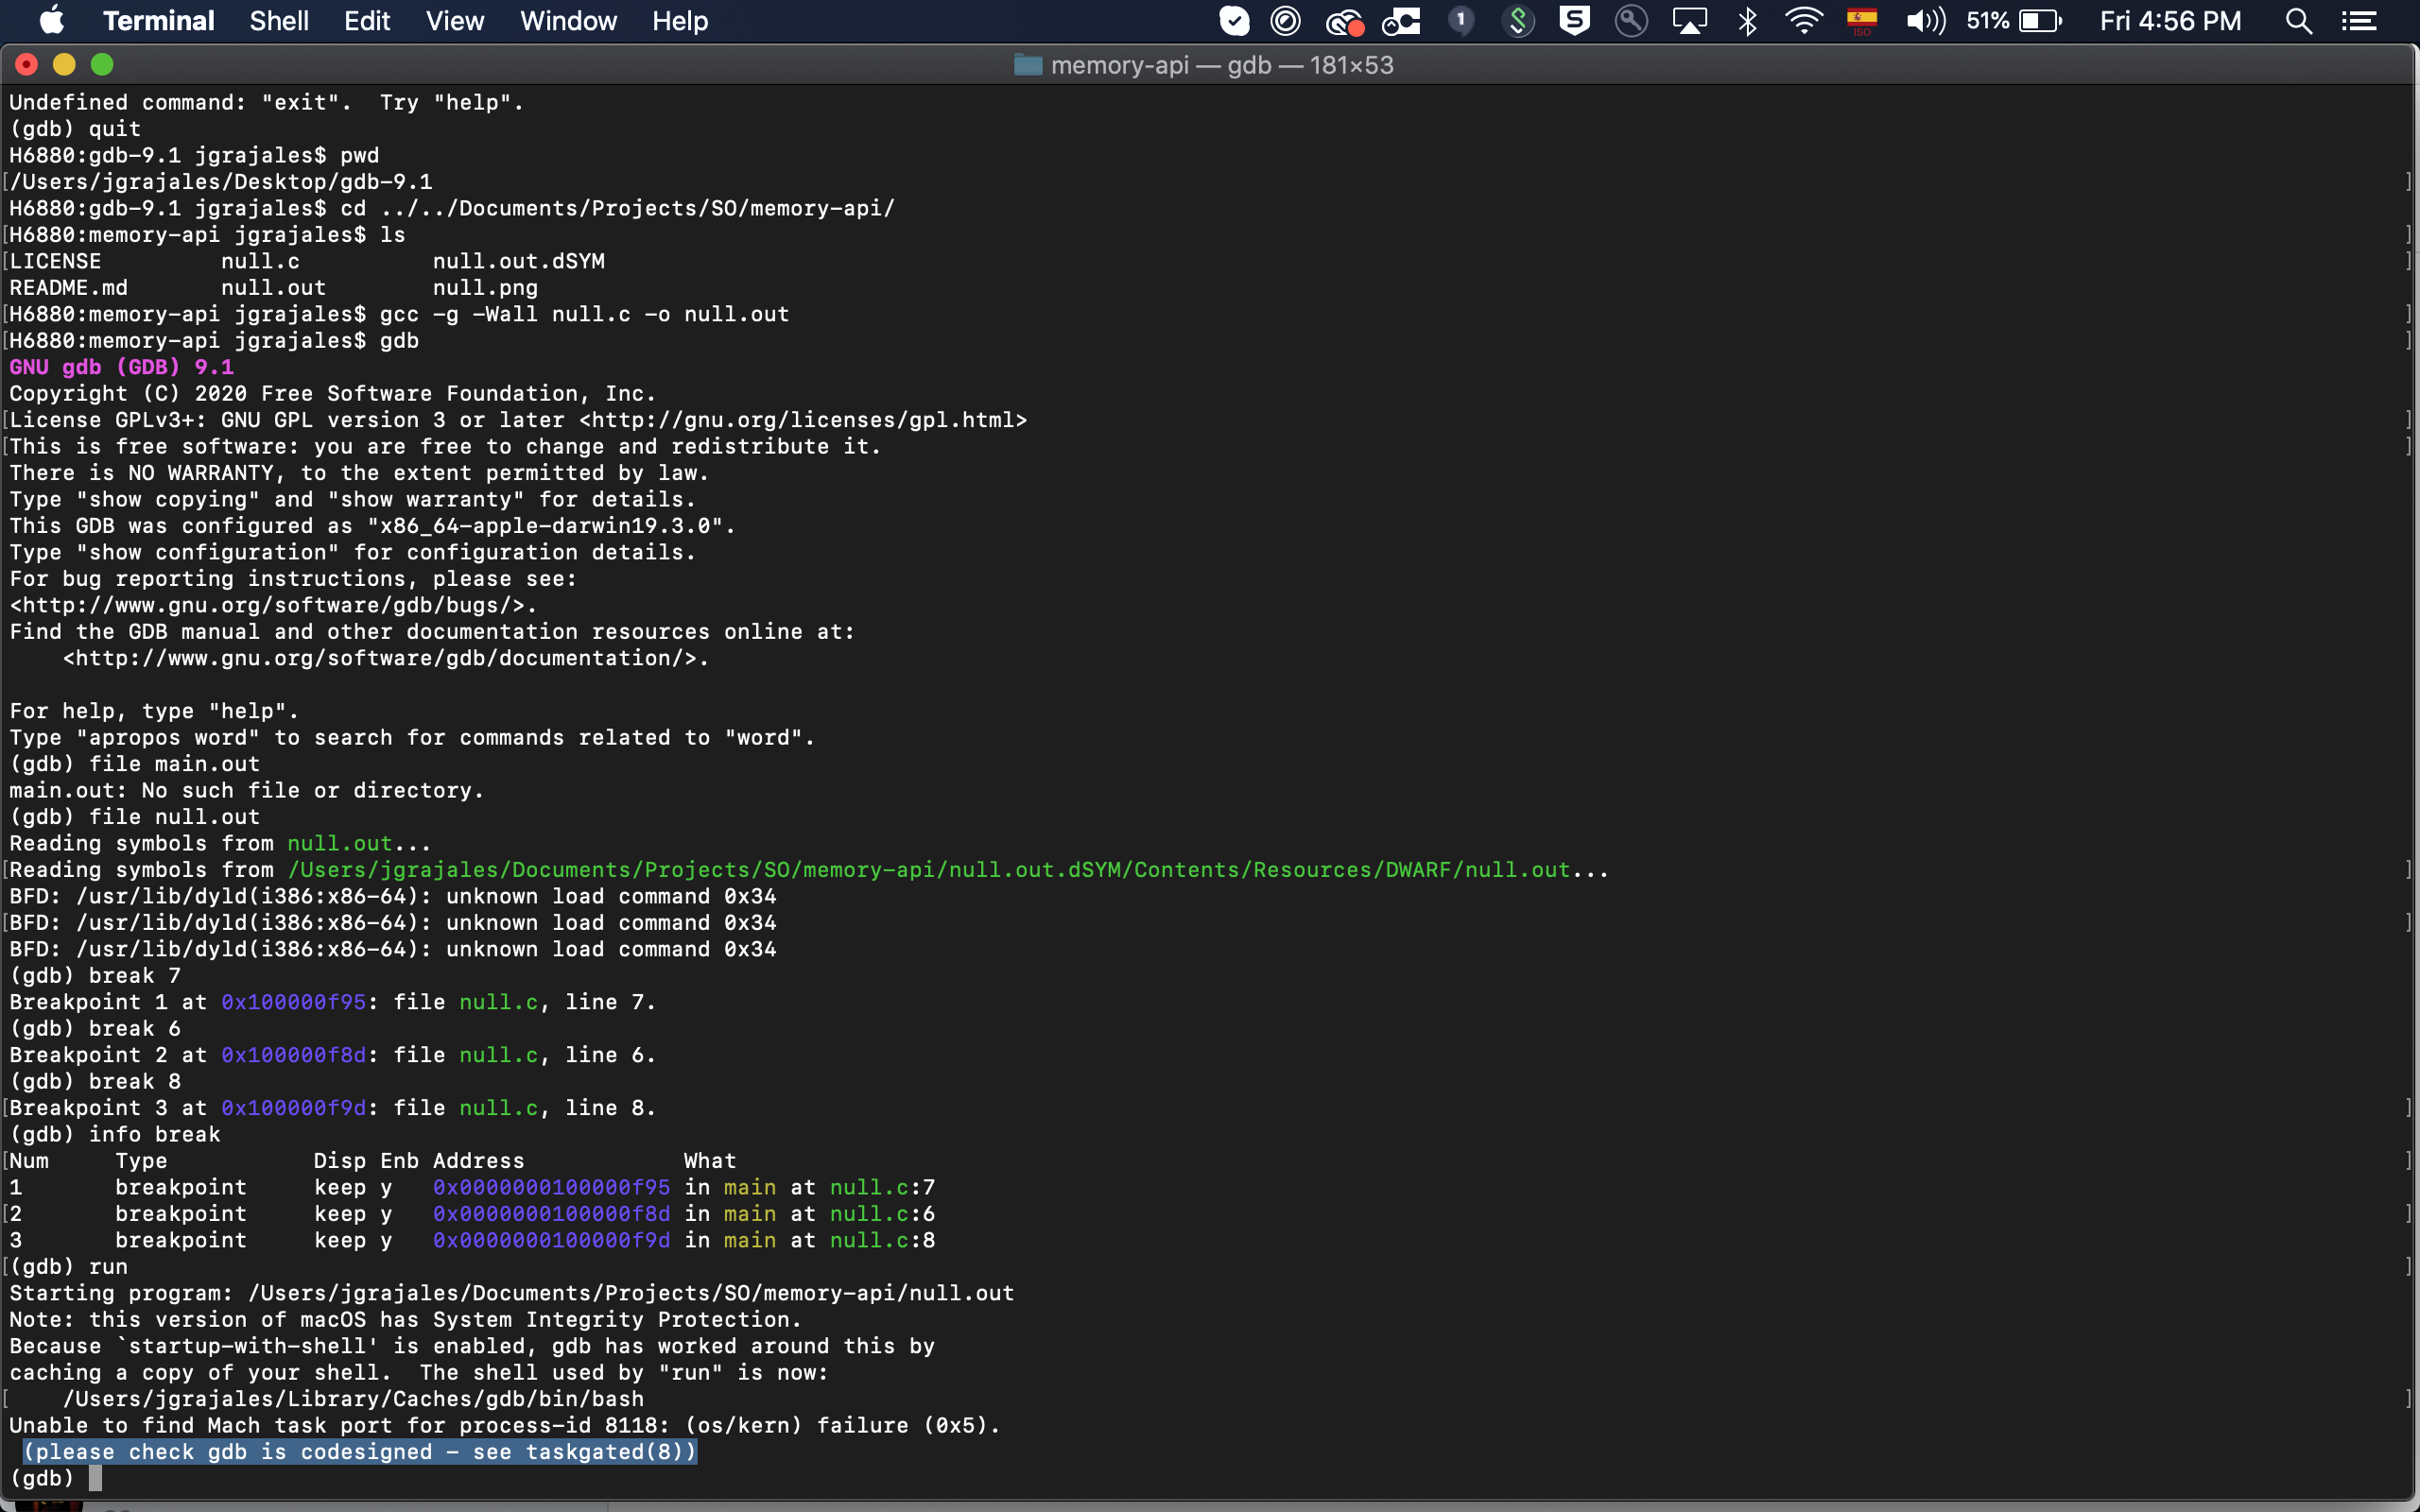 Terminal Shell Edit View Window Help 1 S ISO 51% Fri 4:56 PM
memory-api — gdb — 181×53
Undefined command: "exit".  Try "help".
(gdb) quit
H6880:gdb-9.1 jgrajales$ pwd
[/Users/jgrajales/Desktop/gdb-9.1 ]
H6880:gdb-9.1 jgrajales$ cd ../../Documents/Projects/SO/memory-api/
[H6880:memory-api jgrajales$ ls ]
[LICENSE         null.c          null.out.dSYM ]
README.md       null.out        null.png
[H6880:memory-api jgrajales$ gcc -g -Wall null.c -o null.out ]
[H6880:memory-api jgrajales$ gdb ]
GNU gdb (GDB) 9.1
Copyright (C) 2020 Free Software Foundation, Inc.
[License GPLv3+: GNU GPL version 3 or later <http://gnu.org/licenses/gpl.html> ]
[This is free software: you are free to change and redistribute it. ]
There is NO WARRANTY, to the extent permitted by law.
Type "show copying" and "show warranty" for details.
This GDB was configured as "x86_64-apple-darwin19.3.0".
Type "show configuration" for configuration details.
For bug reporting instructions, please see:
<http://www.gnu.org/software/gdb/bugs/>.
Find the GDB manual and other documentation resources online at:
    <http://www.gnu.org/software/gdb/documentation/>.
For help, type "help".
Type "apropos word" to search for commands related to "word".
(gdb) file main.out
main.out: No such file or directory.
(gdb) file null.out
Reading symbols from null.out...
[Reading symbols from /Users/jgrajales/Documents/Projects/SO/memory-api/null.out.dSYM/Contents/Resources/DWARF/null.out... ]
BFD: /usr/lib/dyld(i386:x86-64): unknown load command 0x34
[BFD: /usr/lib/dyld(i386:x86-64): unknown load command 0x34 ]
BFD: /usr/lib/dyld(i386:x86-64): unknown load command 0x34
(gdb) break 7
Breakpoint 1 at 0x100000f95: file null.c, line 7.
(gdb) break 6
Breakpoint 2 at 0x100000f8d: file null.c, line 6.
(gdb) break 8
[Breakpoint 3 at 0x100000f9d: file null.c, line 8. ]
(gdb) info break
[Num     Type           Disp Enb Address            What ]
1       breakpoint     keep y   0x0000000100000f95 in main at null.c:7
[2       breakpoint     keep y   0x0000000100000f8d in main at null.c:6 ]
3       breakpoint     keep y   0x0000000100000f9d in main at null.c:8
[(gdb) run ]
Starting program: /Users/jgrajales/Documents/Projects/SO/memory-api/null.out
Note: this version of macOS has System Integrity Protection.
Because `startup-with-shell' is enabled, gdb has worked around this by
caching a copy of your shell.  The shell used by "run" is now:
[    /Users/jgrajales/Library/Caches/gdb/bin/bash ]
Unable to find Mach task port for process-id 8118: (os/kern) failure (0x5).
 (please check gdb is codesigned - see taskgated(8))
(gdb)